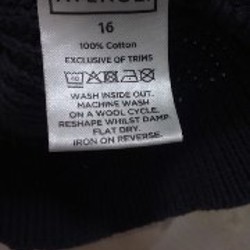 16
100% Cotton
EXCLUSIVE OF TRIMS
40
WASH INSIDE OUT.
MACHINE WASH
ON A WOOL CYCLE.
RESHAPE WHILST DAMP.
FLAT DRY.
IRON ON REVERSE.